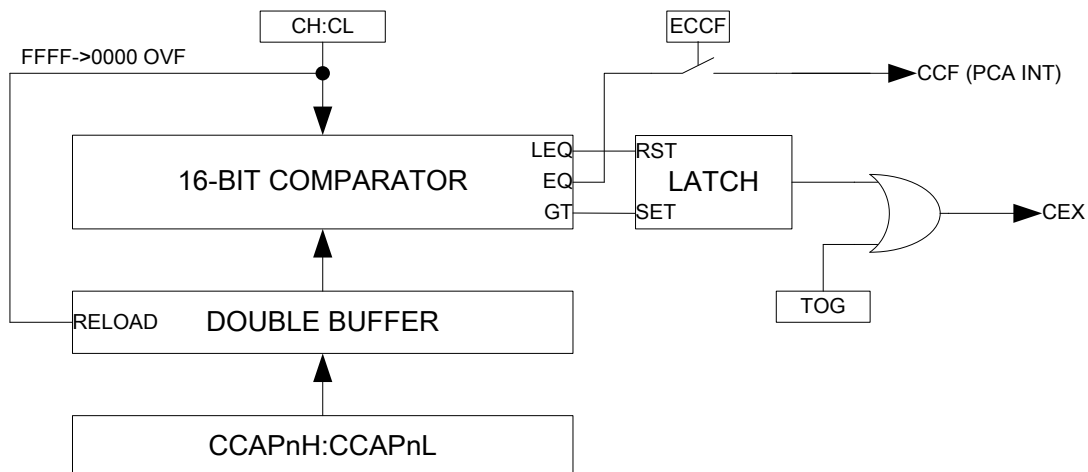 CH:CL
ECCF
FFFF->0000 OVF
CCF (PCA INT)
16-BIT COMPARATOR
LEQ
EQ
GT
RST
LATCH
SET
CEX
TOG
RELOAD
DOUBLE BUFFER
CCAPnH:CCAPnL